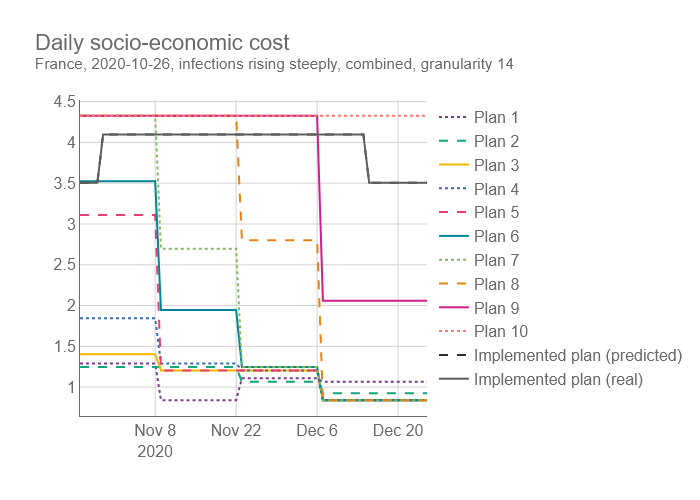 Daily socio-economic cost
France, 2020-10-26, infections rising steeply, combined, granularity 14
4.5
4
3.5
3
2.5
2
1.5
1
Nov 8
2020
Nov 22
Dec 6
Dec 20
Plan 1
Plan 2
Plan 3
Plan 4
Plan 5
Plan 6
Plan 7
Plan 8
Plan 9
Plan 10
Implemented plan (predicted)
Implemented plan (real)